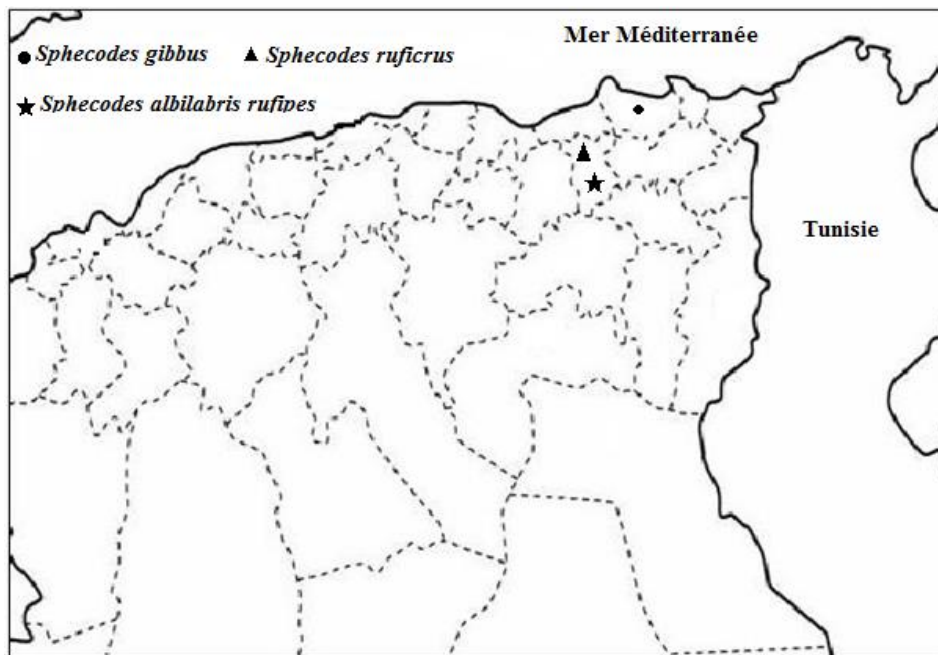 Mer Méditerranée
Sphecodes gibbus
Sphecodes ruficrus
Sphecodes albilabris rufipes
Tunisie